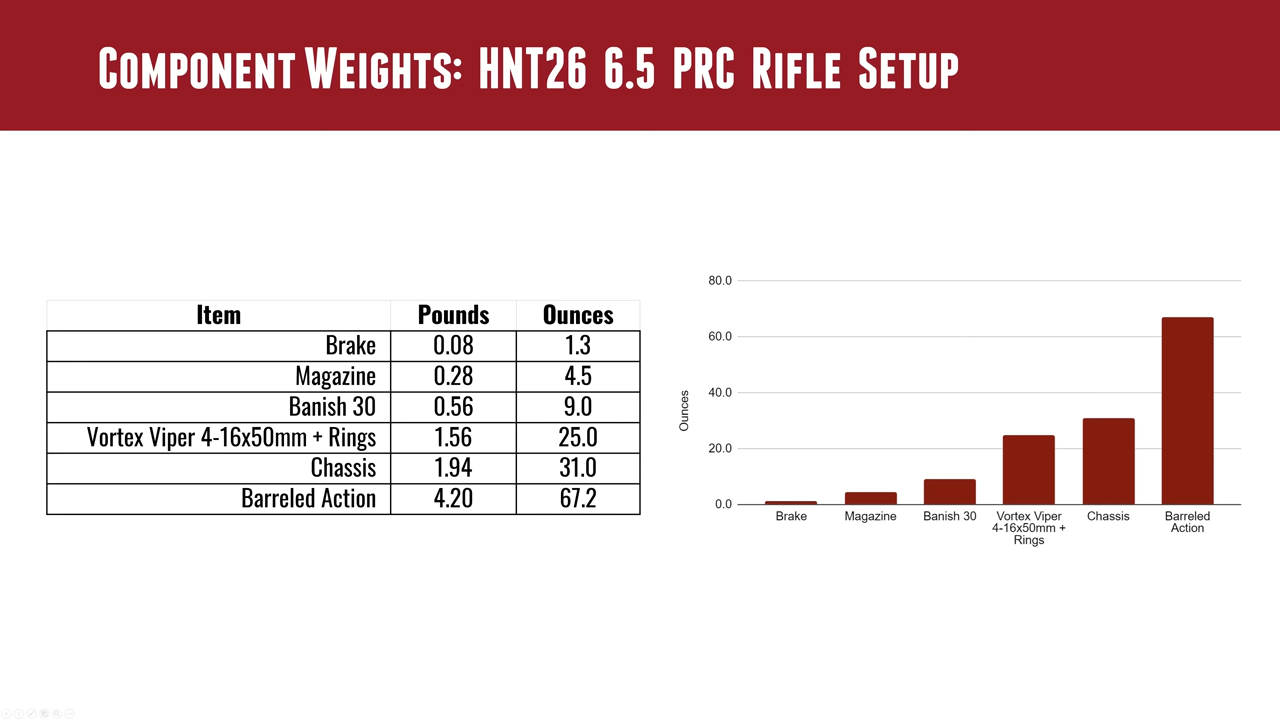 Component Weights: HNT26 6.5 PRC Rifle Setup
Item Pounds Ounces
Brake 0.08 1.3
Magazine 0.28 4.5
Banish 30 0.56 9.0
Vortex Viper 4-16x50mm + Rings 1.56 25.0
Chassis 1.94 31.0
Barreled Action 4.20 67.2
80.0
60.0
40.0
20.0
0.0
Ounces
Brake
Magazine
Banish 30
Vortex Viper
4-16x50mm +
Rings
Chassis
Barreled
Action